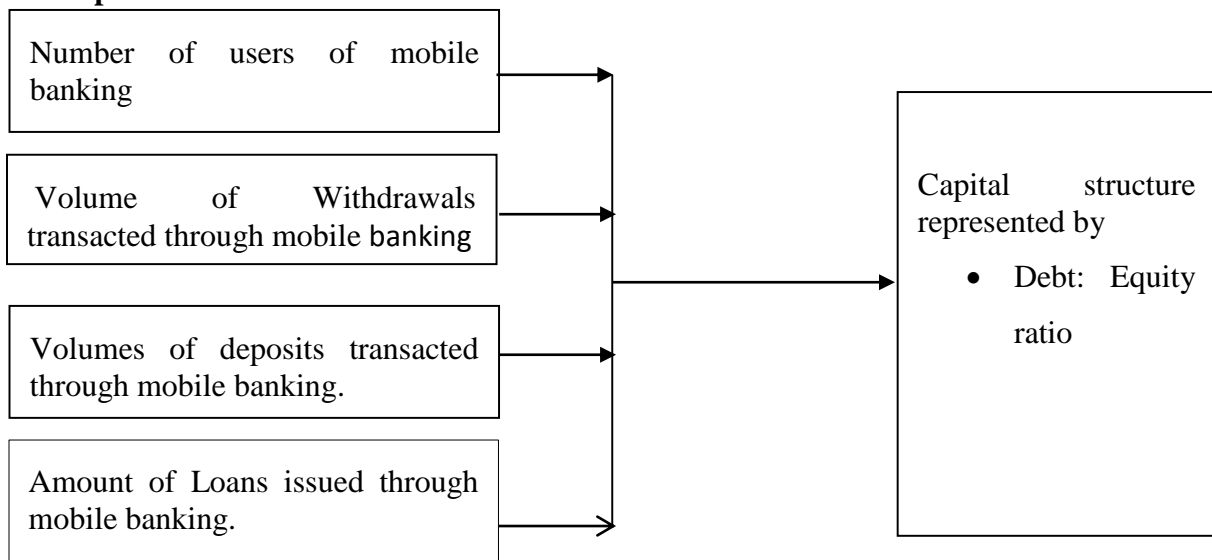 Number of users of mobile
banking
Volume of Withdrawals
transacted through mobile banking
Volumes of deposits transacted
through mobile banking.
Amount of Loans issued through
mobile banking.
Capital structure
represented by
• Debt: Equity
ratio